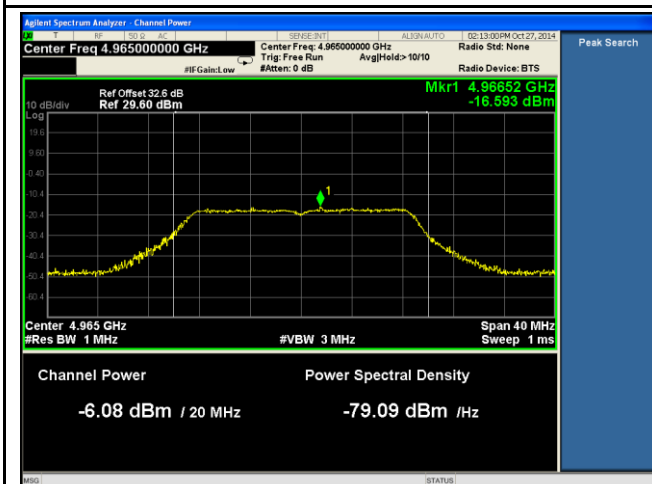 Agilent Spectrum Analyzer - Channel Power
T RF 50 Ω AC SENSE:INT ALIGN AUTO 02:13:00 PM Oct 27, 2014
Center Freq 4.965000000 GHz Center Freq: 4.965000000 GHz Radio Std: None Peak Search
Trig: Free Run Avg|Hold:> 10/10
#IFGain:Low #Atten: 0 dB Radio Device: BTS
Ref Offset 32.6 dB Mkr1 4.96652 GHz
10 dB/div Ref 29.60 dBm -16.593 dBm
Log
19.6
9.60
-0.40
-10.4
1
-20.4
-30.4
-40.4
-50.4
-60.4
Center 4.965 GHz Span 40 MHz
#Res BW 1 MHz #VBW 3 MHz Sweep 1 ms
Channel Power Power Spectral Density
-6.08 dBm / 20 MHz -79.09 dBm /Hz
MSG STATUS